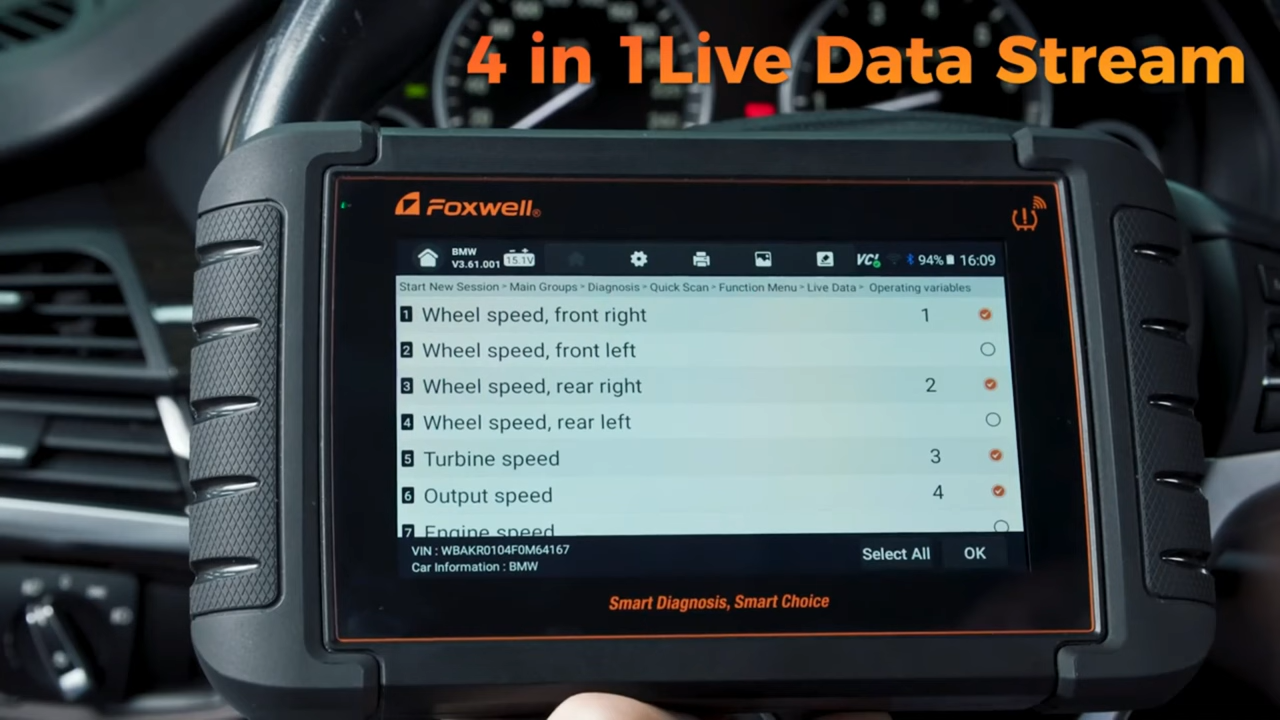 4 in 1Live Data Stream
FOXWELL®
BMW
V3.61.001
15.1V
VCI
94%
16:09
Start New Session > Main Groups > Diagnosis > Quick Scan > Function Menu > Live Data > Operating variables
1 Wheel speed, front right 1
2 Wheel speed, front left
3 Wheel speed, rear right 2
4 Wheel speed, rear left
5 Turbine speed 3
6 Output speed 4
7 Engine speed
VIN : WBAKR0104F0M64167
Car Information : BMW
Select All
OK
Smart Diagnosis, Smart Choice